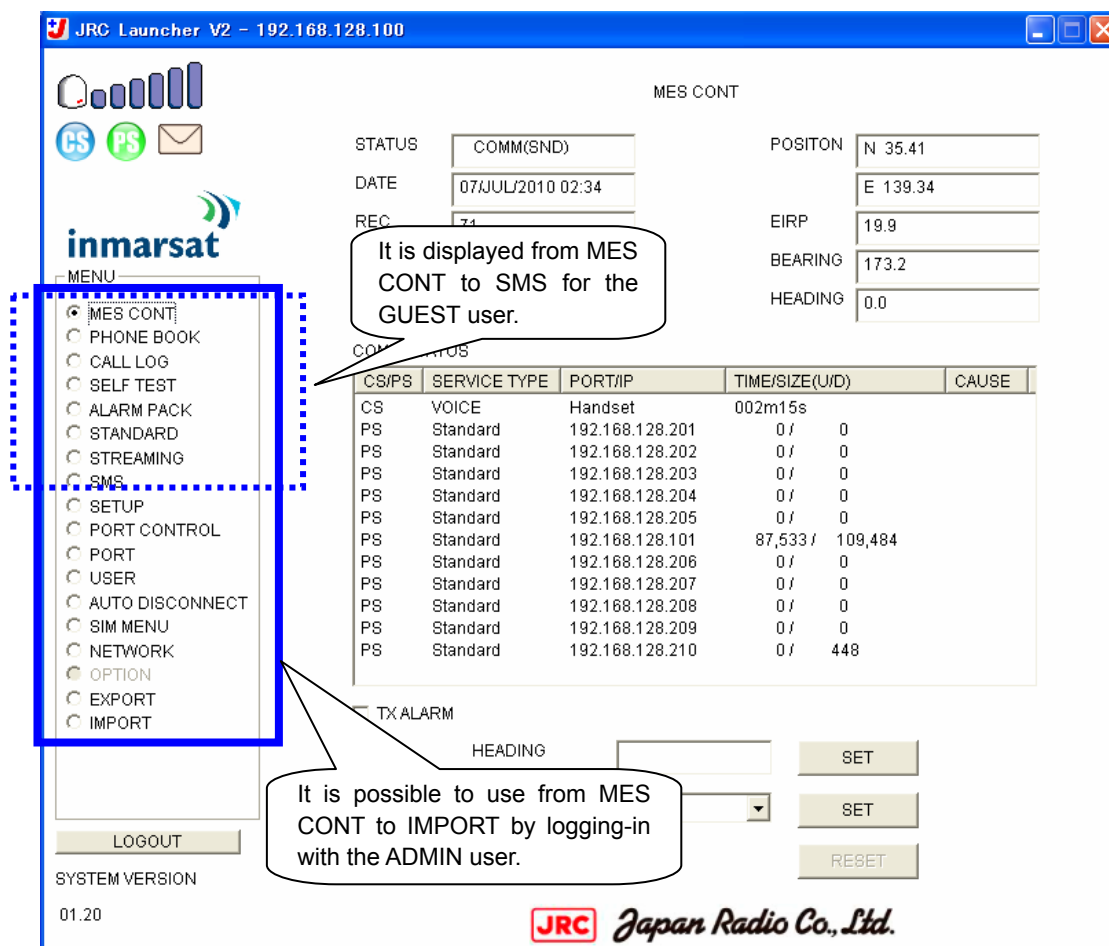 JRC Launcher V2 - 192.168.128.100
MES CONT
CS PS
inmarsat
STATUS COMM(SND)
DATE 07/JUL/2010 02:34
REC 71
POSITON N 35.41
E 139.34
EIRP 19.9
BEARING 173.2
HEADING 0.0
It is displayed from MES
CONT to SMS for the
GUEST user.
MENU
MES CONT
PHONE BOOK
CALL LOG
SELF TEST
ALARM PACK
STANDARD
STREAMING
SMS
SETUP
PORT CONTROL
PORT
USER
AUTO DISCONNECT
SIM MENU
NETWORK
OPTION
EXPORT
IMPORT
CS/PS SERVICE TYPE PORT/IP TIME/SIZE(U/D) CAUSE
CS VOICE Handset 002m15s
PS Standard 192.168.128.201 0 / 0
PS Standard 192.168.128.202 0 / 0
PS Standard 192.168.128.203 0 / 0
PS Standard 192.168.128.204 0 / 0
PS Standard 192.168.128.205 0 / 0
PS Standard 192.168.128.101 87,533 / 109,484
PS Standard 192.168.128.206 0 / 0
PS Standard 192.168.128.207 0 / 0
PS Standard 192.168.128.208 0 / 0
PS Standard 192.168.128.209 0 / 0
PS Standard 192.168.128.210 0 / 448
TX ALARM
HEADING SET
SET
RESET
It is possible to use from MES
CONT to IMPORT by logging-in
with the ADMIN user.
LOGOUT
SYSTEM VERSION
01.20
JRC Japan Radio Co., Ltd.